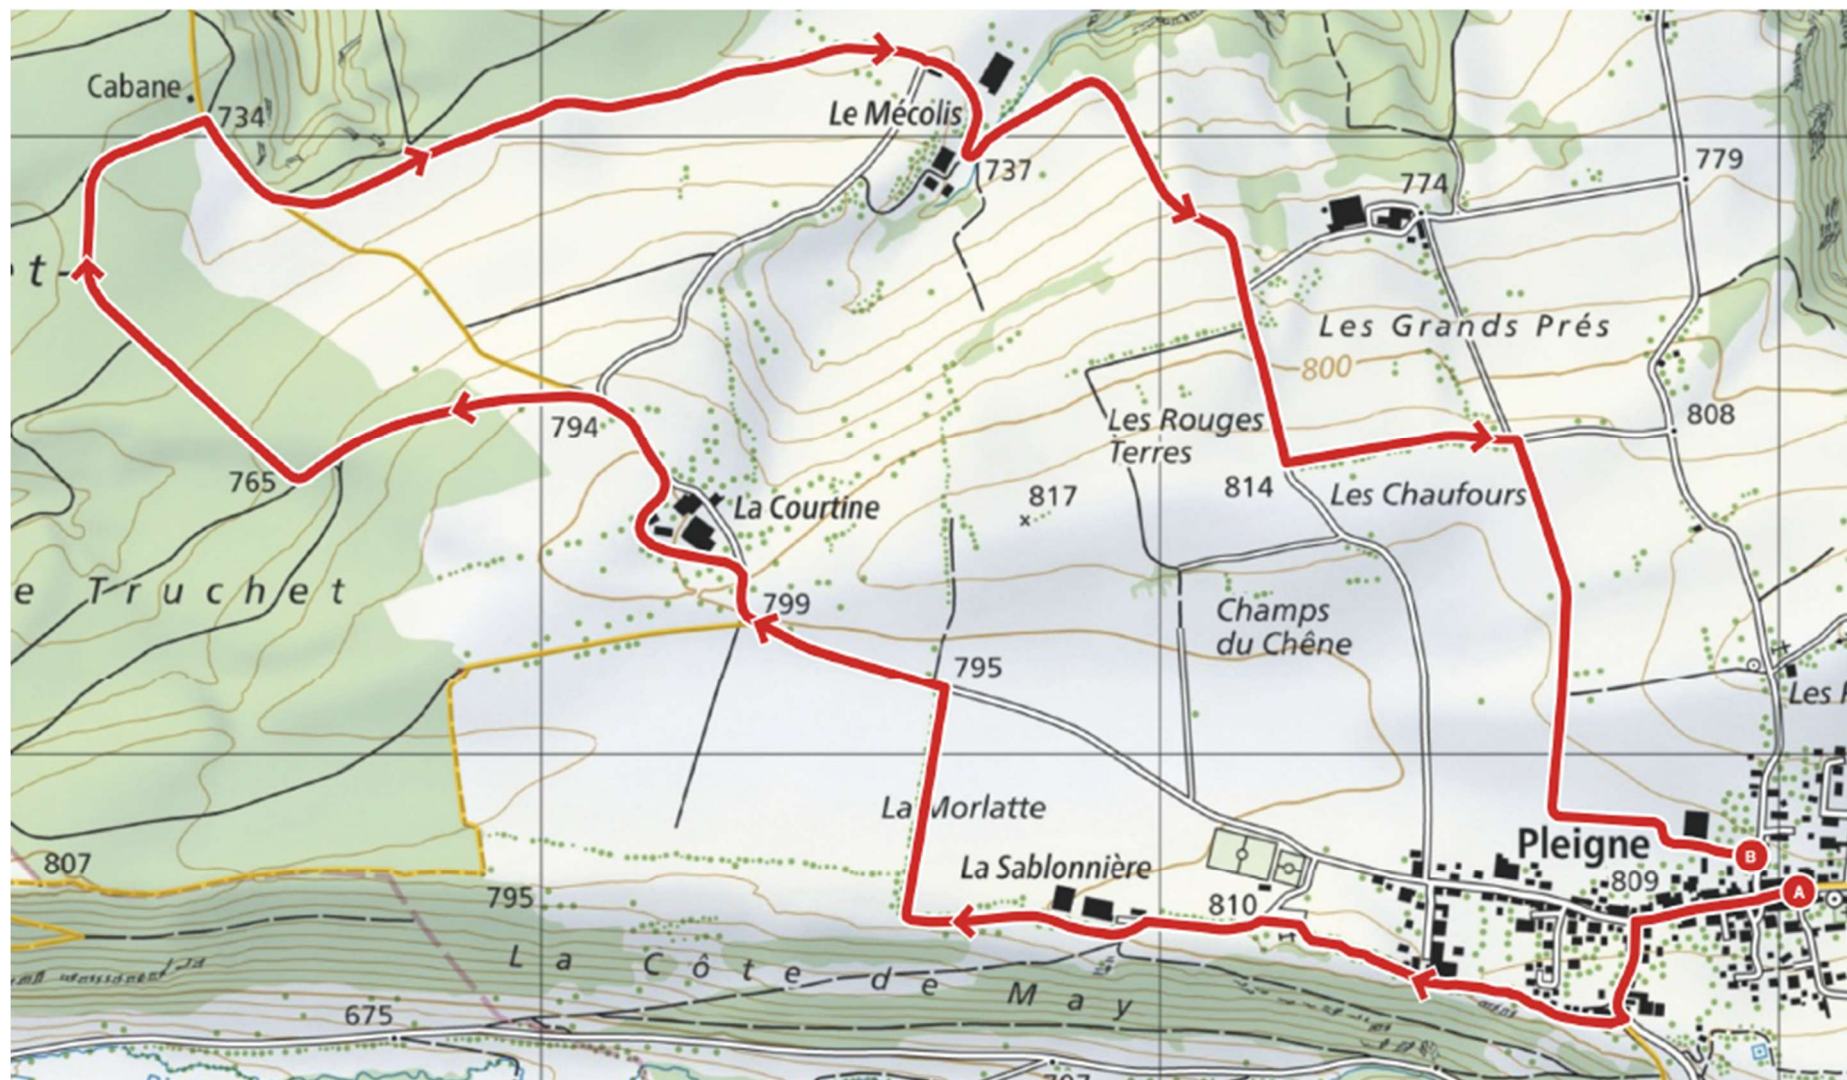 Cabane
734
Le Mécolis
737
779
774
t
Les Grands Prés
800
794
Les Rouges
Terres
808
765
La Courtine
817
814
Les Chaufours
e Truchet
799
Champs
du Chêne
795
Les
La Morlatte
Pleigne
B
807
La Sablonnière
809
A
795
810
La Côte de May
675